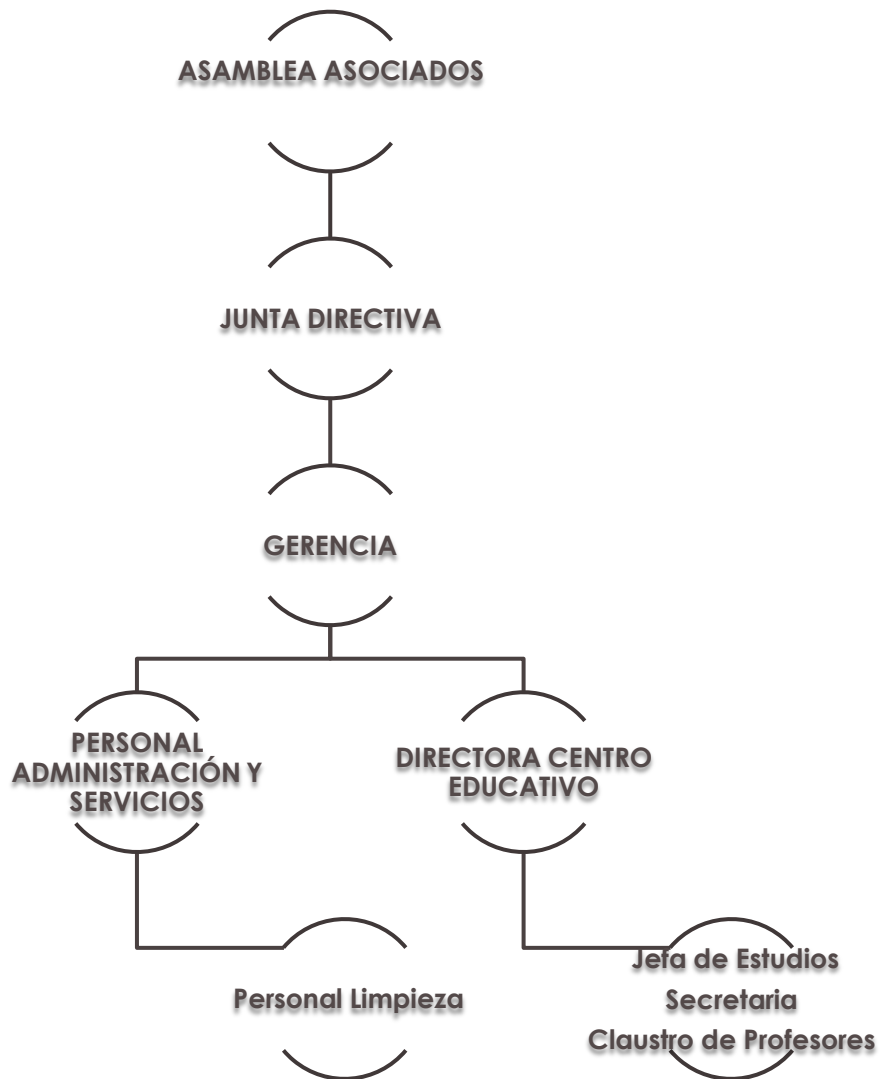 ASAMBLEA ASOCIADOS
JUNTA DIRECTIVA
GERENCIA
PERSONAL
ADMINISTRACIÓN Y
SERVICIOS
DIRECTORA CENTRO
EDUCATIVO
Personal Limpieza
Jefa de Estudios
Secretaria
Claustro de Profesores